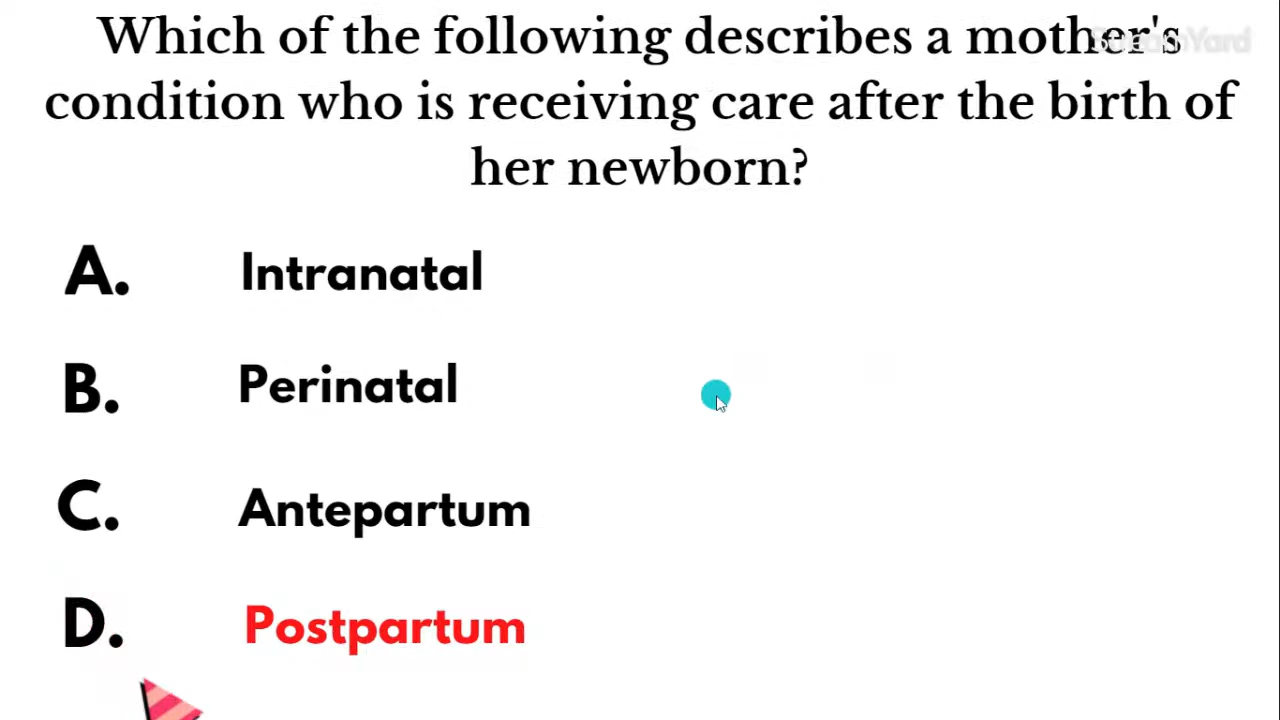 Which of the following describes a mother's
condition who is receiving care after the birth of
her newborn?
A. Intranatal
B. Perinatal
C. Antepartum
D. Postpartum
StreamYard